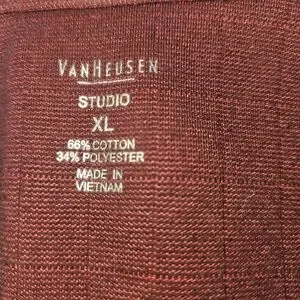 VANHEUSEN
STUDIO
XL
66% COTTON
34% POLYESTER
MADE IN
VIETNAM